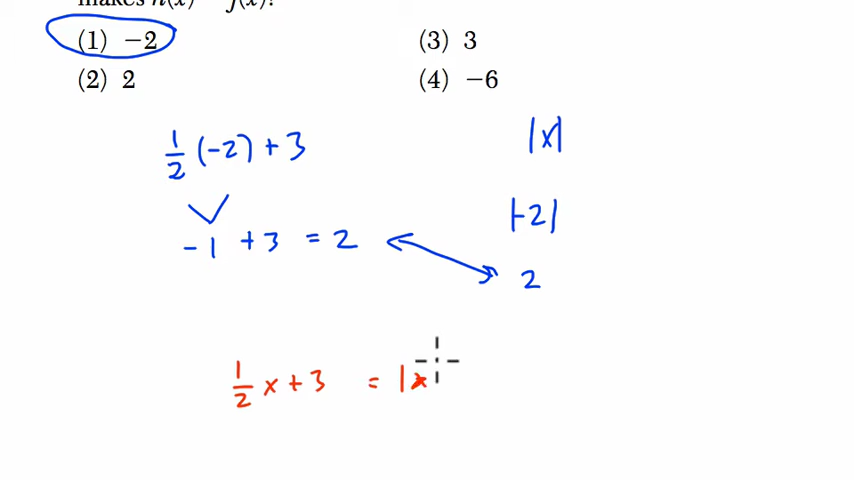 makes h(x) = f(x)?
(1) −2
(3) 3
(2) 2
(4) −6
1/2 (-2) + 3
|x|
-1 + 3 = 2
|-2|
2
1/2 x + 3 = |x